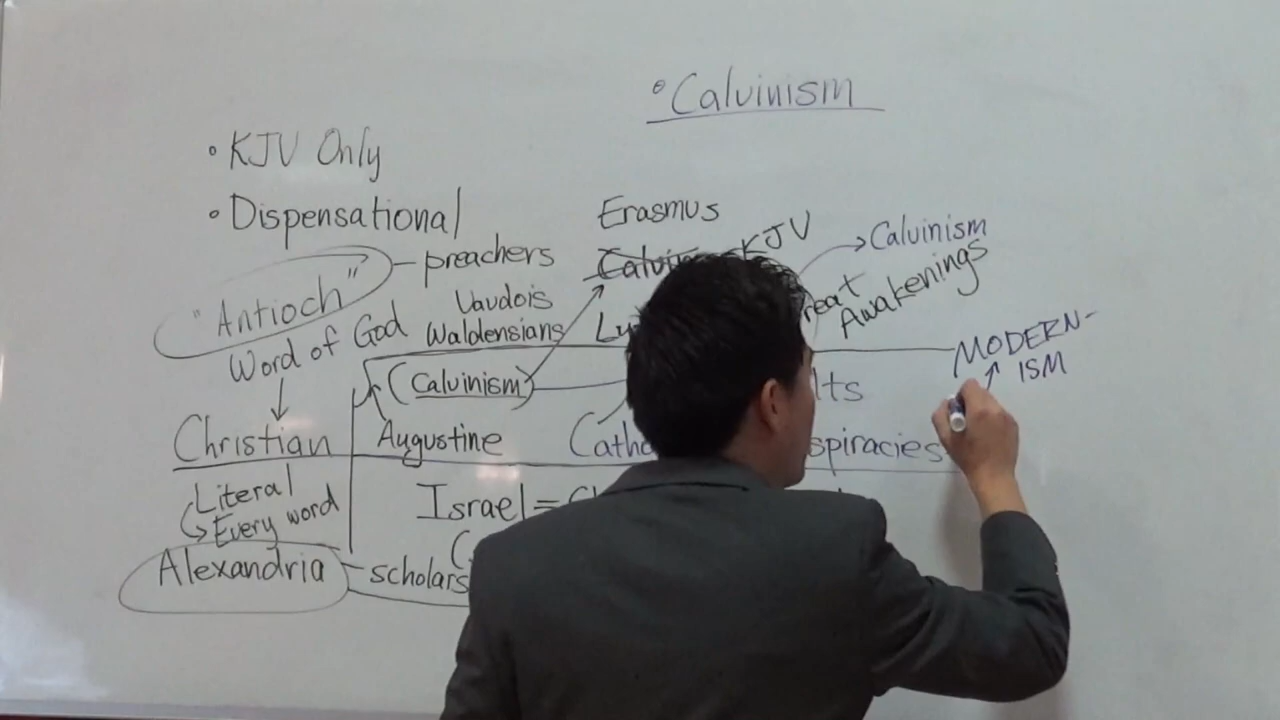 • Calvinism
• KJV Only
• Dispensational
Erasmus
Calvin KJV
→ Calvinism
"Antioch" - preachers
Awakenings
Vaudois
Word of God Waldensians
MODERN-
ISM
(Calvinism)
Christian Augustine
Israel =
Literal
↳ Every word
Alexandria - scholars